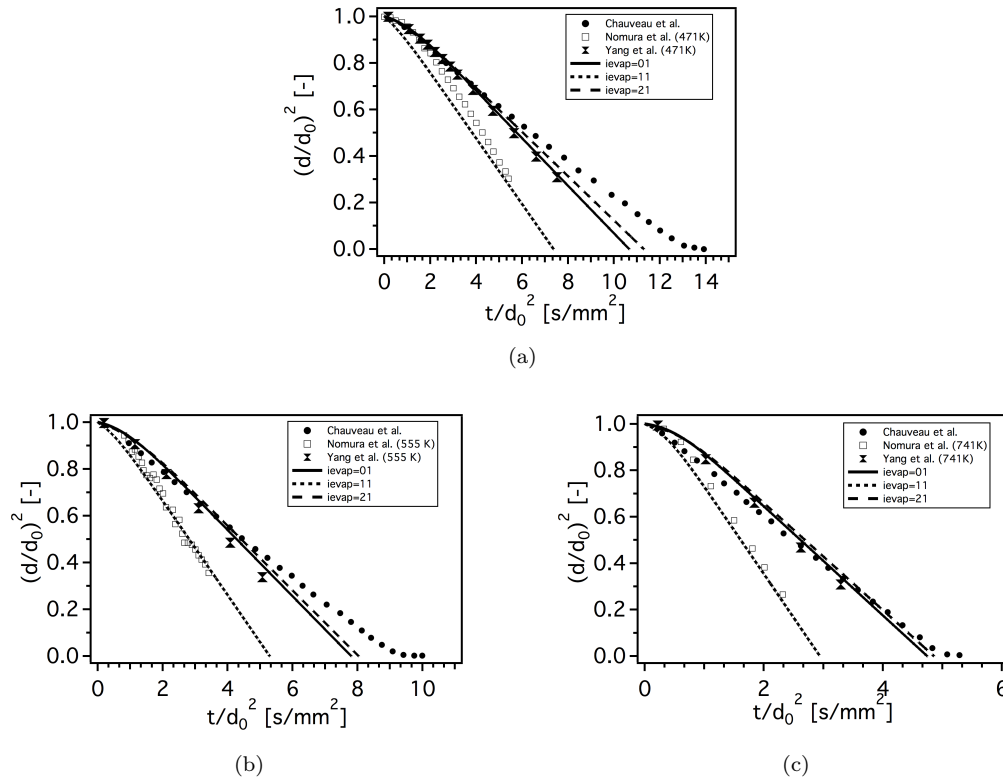 1.0
0.8
0.6
0.4
0.2
0.0
(d/d₀)² [-]
Chauveau et al.
Nomura et al. (471K)
Yang et al. (471K)
ievap=01
ievap=11
ievap=21
0 2 4 6 8 10 12 14
t/d₀² [s/mm²]
(a)
1.0
0.8
0.6
0.4
0.2
0.0
(d/d₀)² [-]
Chauveau et al.
Nomura et al. (555 K)
Yang et al. (555 K)
ievap=01
ievap=11
ievap=21
0 2 4 6 8 10
t/d₀² [s/mm²]
(b)
1.0
0.8
0.6
0.4
0.2
0.0
(d/d₀)² [-]
Chauveau et al.
Nomura et al. (741K)
Yang et al. (741K)
ievap=01
ievap=11
ievap=21
0 2 4 6
t/d₀² [s/mm²]
(c)